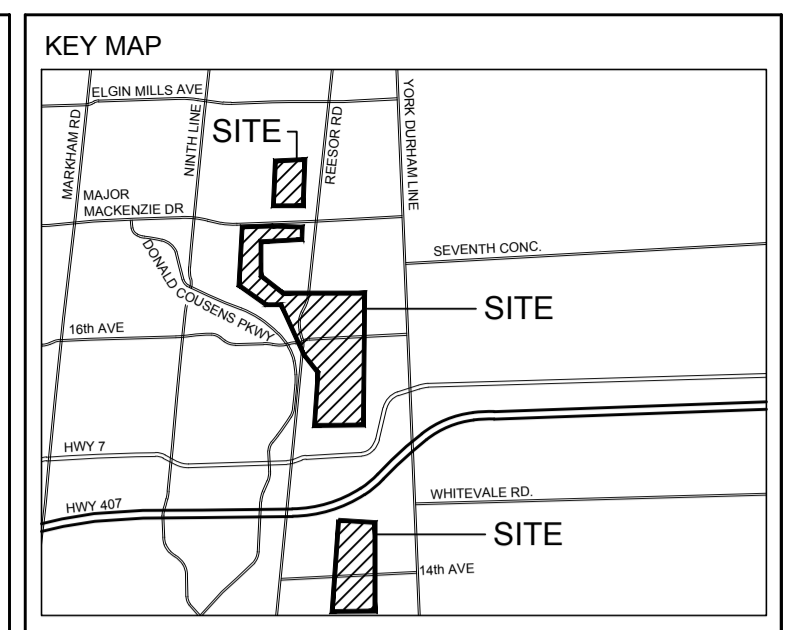 KEY MAP
ELGIN MILLS AVE
MARKHAM RD
NINTH LINE
SITE
REESOR RD
YORK DURHAM LINE
MAJOR
MACKENZIE DR
SEVENTH CONC.
DONALD COUSENS PKWY
SITE
16th AVE
HWY 7
HWY 407
WHITEVALE RD.
SITE
14th AVE